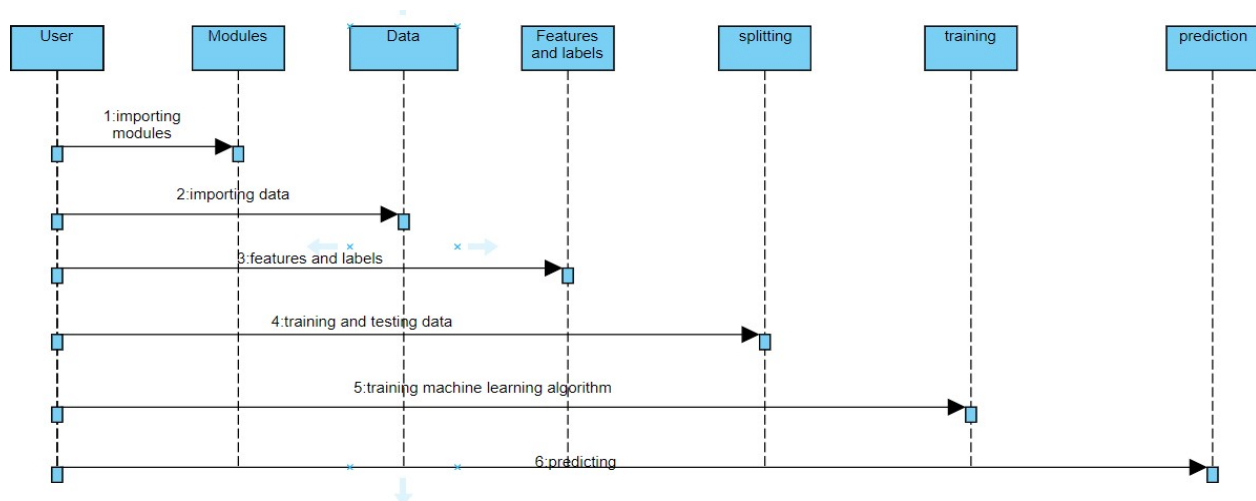 User
Modules
Data
Features
and labels
splitting
training
prediction
1:importing
modules
2:importing data
3:features and labels
4:training and testing data
5:training machine learning algorithm
6:predicting